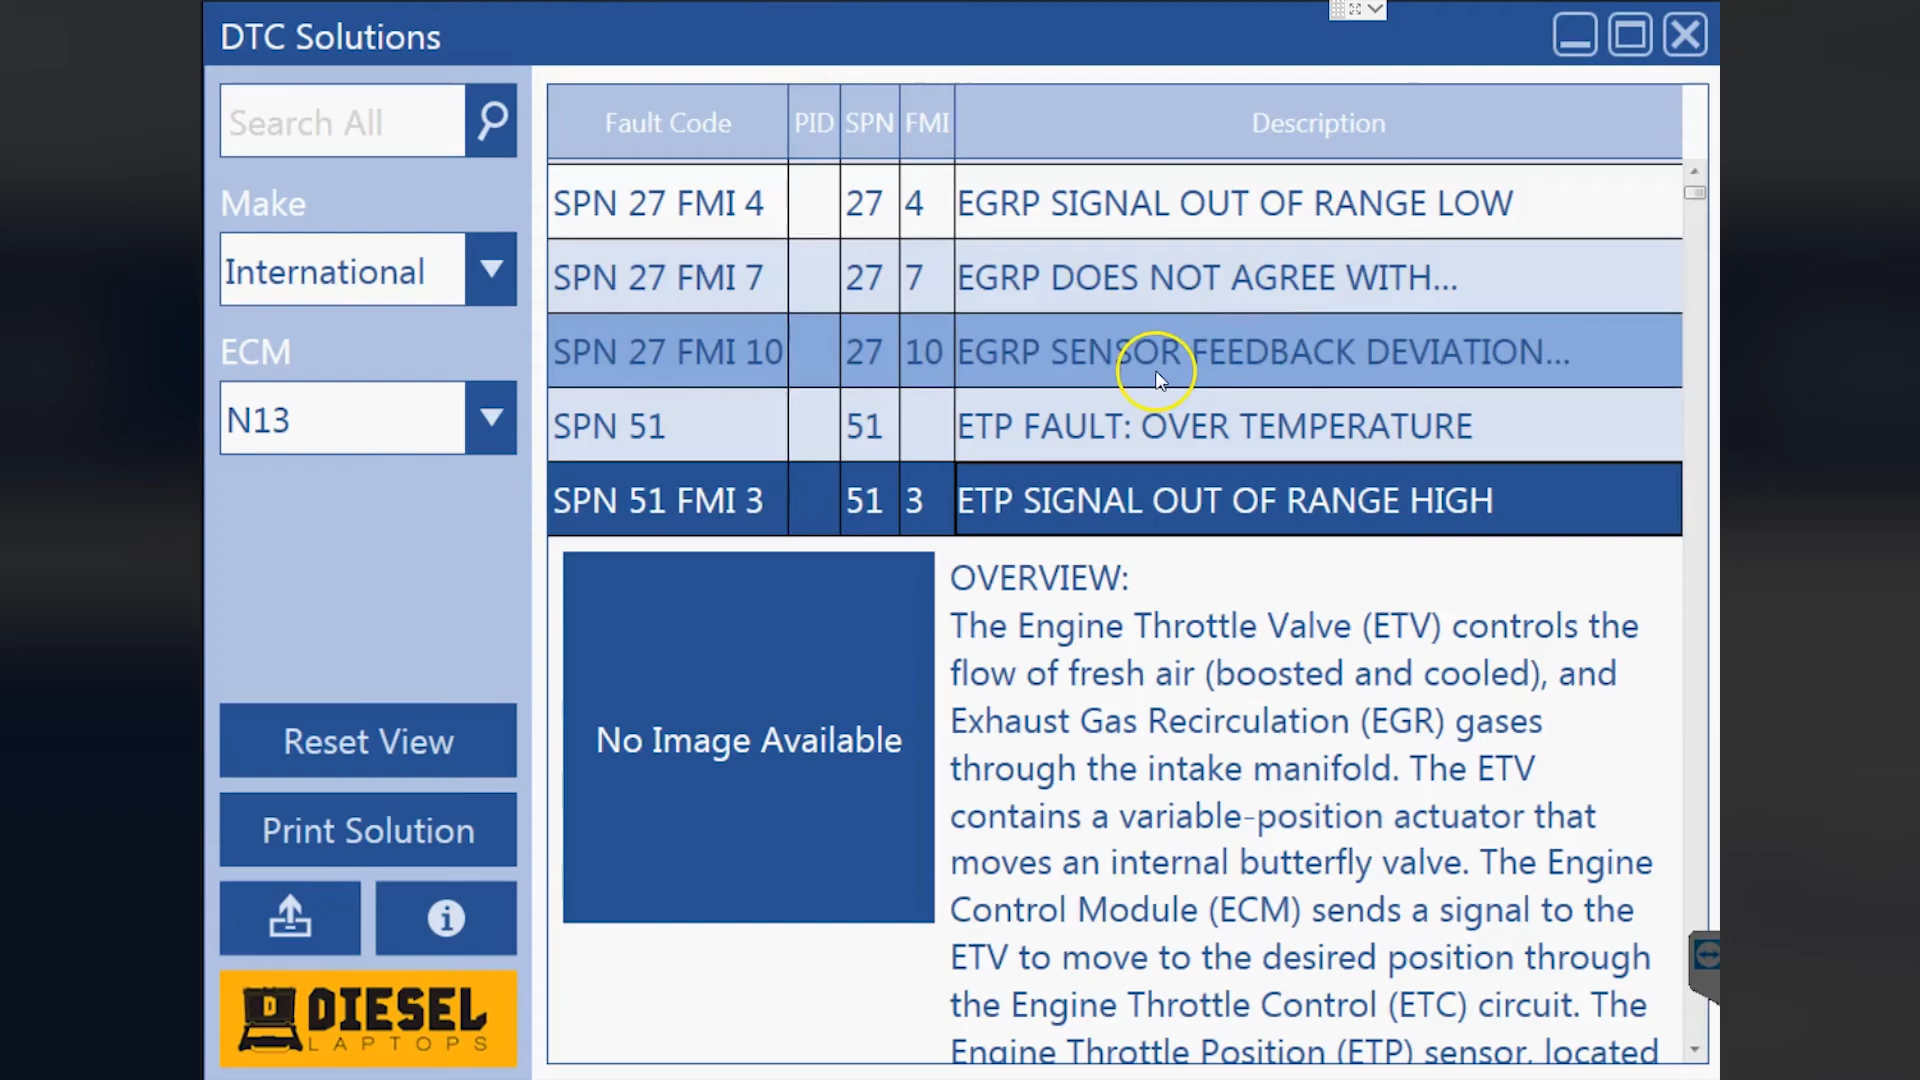 DTC Solutions
Search All
Make
International
ECM
N13
Reset View
Print Solution
DIESEL
LAPTOPS
Fault Code PID SPN FMI Description
SPN 27 FMI 4 27 4 EGRP SIGNAL OUT OF RANGE LOW
SPN 27 FMI 7 27 7 EGRP DOES NOT AGREE WITH...
SPN 27 FMI 10 27 10 EGRP SENSOR FEEDBACK DEVIATION...
SPN 51 51 ETP FAULT: OVER TEMPERATURE
SPN 51 FMI 3 51 3 ETP SIGNAL OUT OF RANGE HIGH
No Image Available
OVERVIEW:
The Engine Throttle Valve (ETV) controls the
flow of fresh air (boosted and cooled), and
Exhaust Gas Recirculation (EGR) gases
through the intake manifold. The ETV
contains a variable-position actuator that
moves an internal butterfly valve. The Engine
Control Module (ECM) sends a signal to the
ETV to move to the desired position through
the Engine Throttle Control (ETC) circuit. The
Engine Throttle Position (ETP) sensor, located